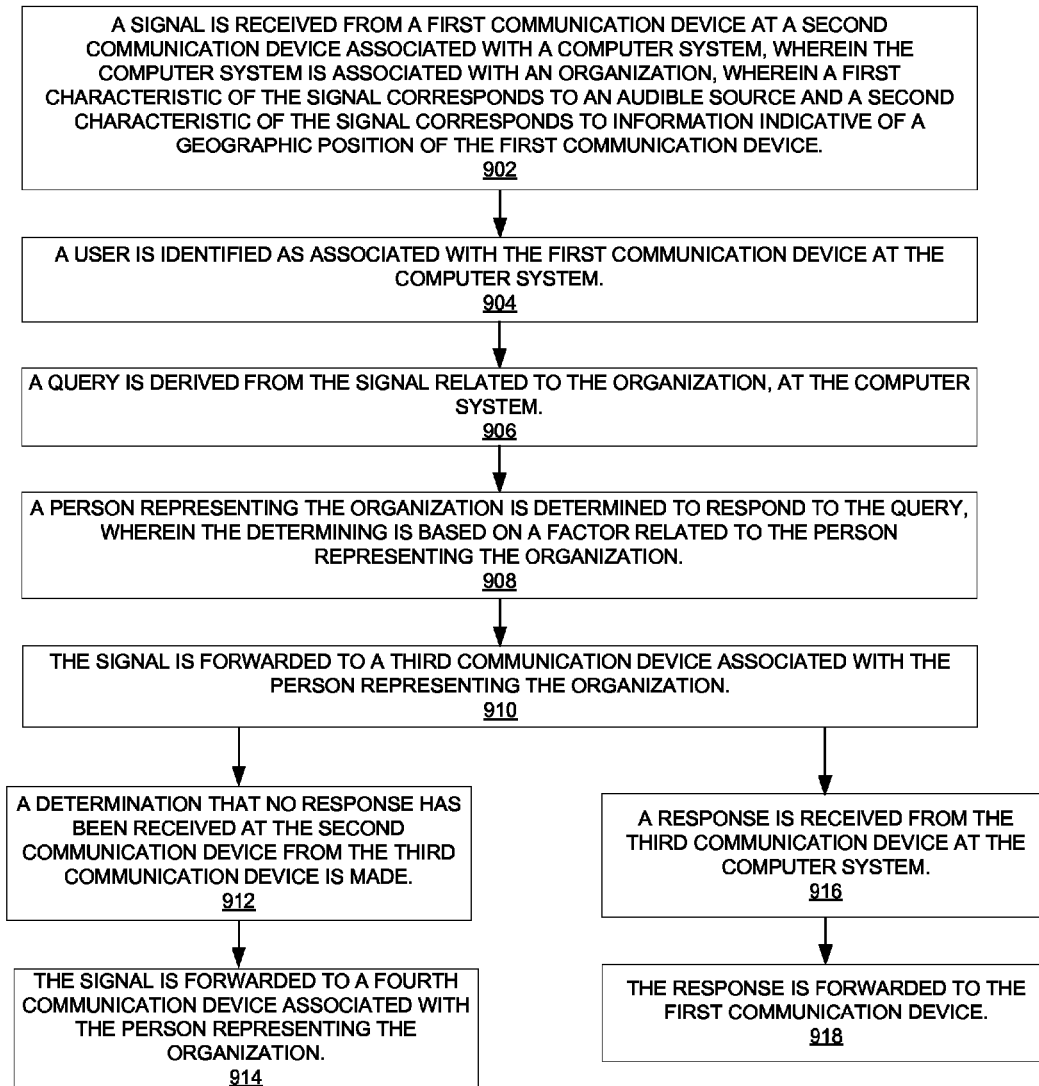 A SIGNAL IS RECEIVED FROM A FIRST COMMUNICATION DEVICE AT A SECOND
COMMUNICATION DEVICE ASSOCIATED WITH A COMPUTER SYSTEM, WHEREIN THE
COMPUTER SYSTEM IS ASSOCIATED WITH AN ORGANIZATION, WHEREIN A FIRST
CHARACTERISTIC OF THE SIGNAL CORRESPONDS TO AN AUDIBLE SOURCE AND A SECOND
CHARACTERISTIC OF THE SIGNAL CORRESPONDS TO INFORMATION INDICATIVE OF A
GEOGRAPHIC POSITION OF THE FIRST COMMUNICATION DEVICE.
902
A USER IS IDENTIFIED AS ASSOCIATED WITH THE FIRST COMMUNICATION DEVICE AT THE
COMPUTER SYSTEM.
904
A QUERY IS DERIVED FROM THE SIGNAL RELATED TO THE ORGANIZATION, AT THE COMPUTER
SYSTEM.
906
A PERSON REPRESENTING THE ORGANIZATION IS DETERMINED TO RESPOND TO THE QUERY,
WHEREIN THE DETERMINING IS BASED ON A FACTOR RELATED TO THE PERSON
REPRESENTING THE ORGANIZATION.
908
THE SIGNAL IS FORWARDED TO A THIRD COMMUNICATION DEVICE ASSOCIATED WITH THE
PERSON REPRESENTING THE ORGANIZATION.
910
A DETERMINATION THAT NO RESPONSE HAS
BEEN RECEIVED AT THE SECOND
COMMUNICATION DEVICE FROM THE THIRD
COMMUNICATION DEVICE IS MADE.
912
THE SIGNAL IS FORWARDED TO A FOURTH
COMMUNICATION DEVICE ASSOCIATED WITH
THE PERSON REPRESENTING THE
ORGANIZATION.
914
A RESPONSE IS RECEIVED FROM THE
THIRD COMMUNICATION DEVICE AT THE
COMPUTER SYSTEM.
916
THE RESPONSE IS FORWARDED TO THE
FIRST COMMUNICATION DEVICE.
918